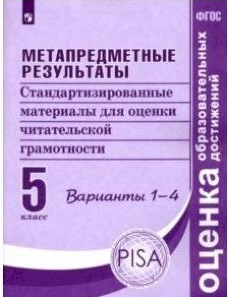 ФГОС
МЕТАПРЕДМЕТНЫЕ
РЕЗУЛЬТАТЫ
Стандартизированные
материалы для оценки
читательской
грамотности
5
класс
Варианты 1–4
PISA
оценка
образовательных
достижений